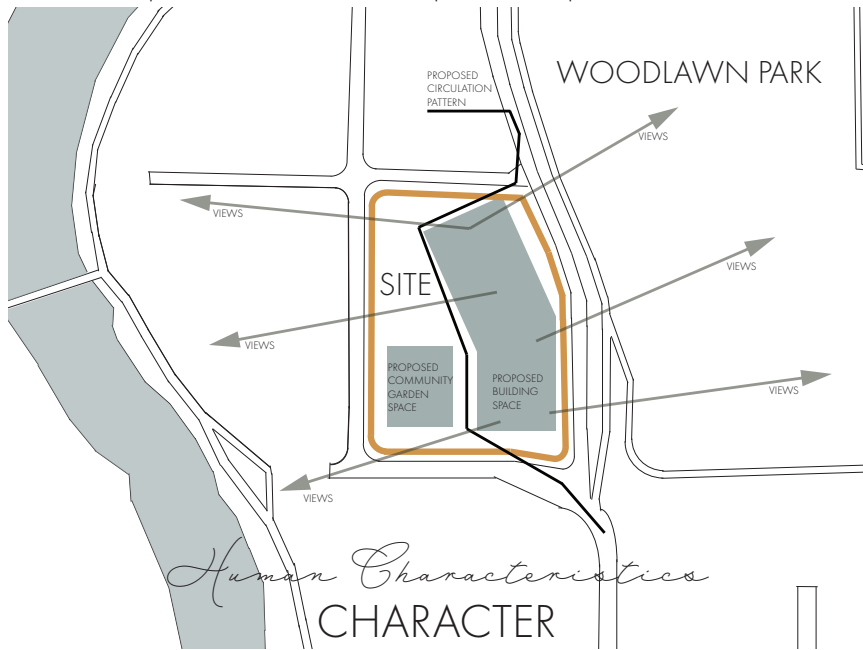 WOODLAWN PARK
PROPOSED
CIRCULATION
PATTERN
VIEWS
VIEWS
SITE
VIEWS
VIEWS
PROPOSED
COMMUNITY
GARDEN
SPACE
PROPOSED
BUILDING
SPACE
VIEWS
VIEWS
Human Characteristics
CHARACTER